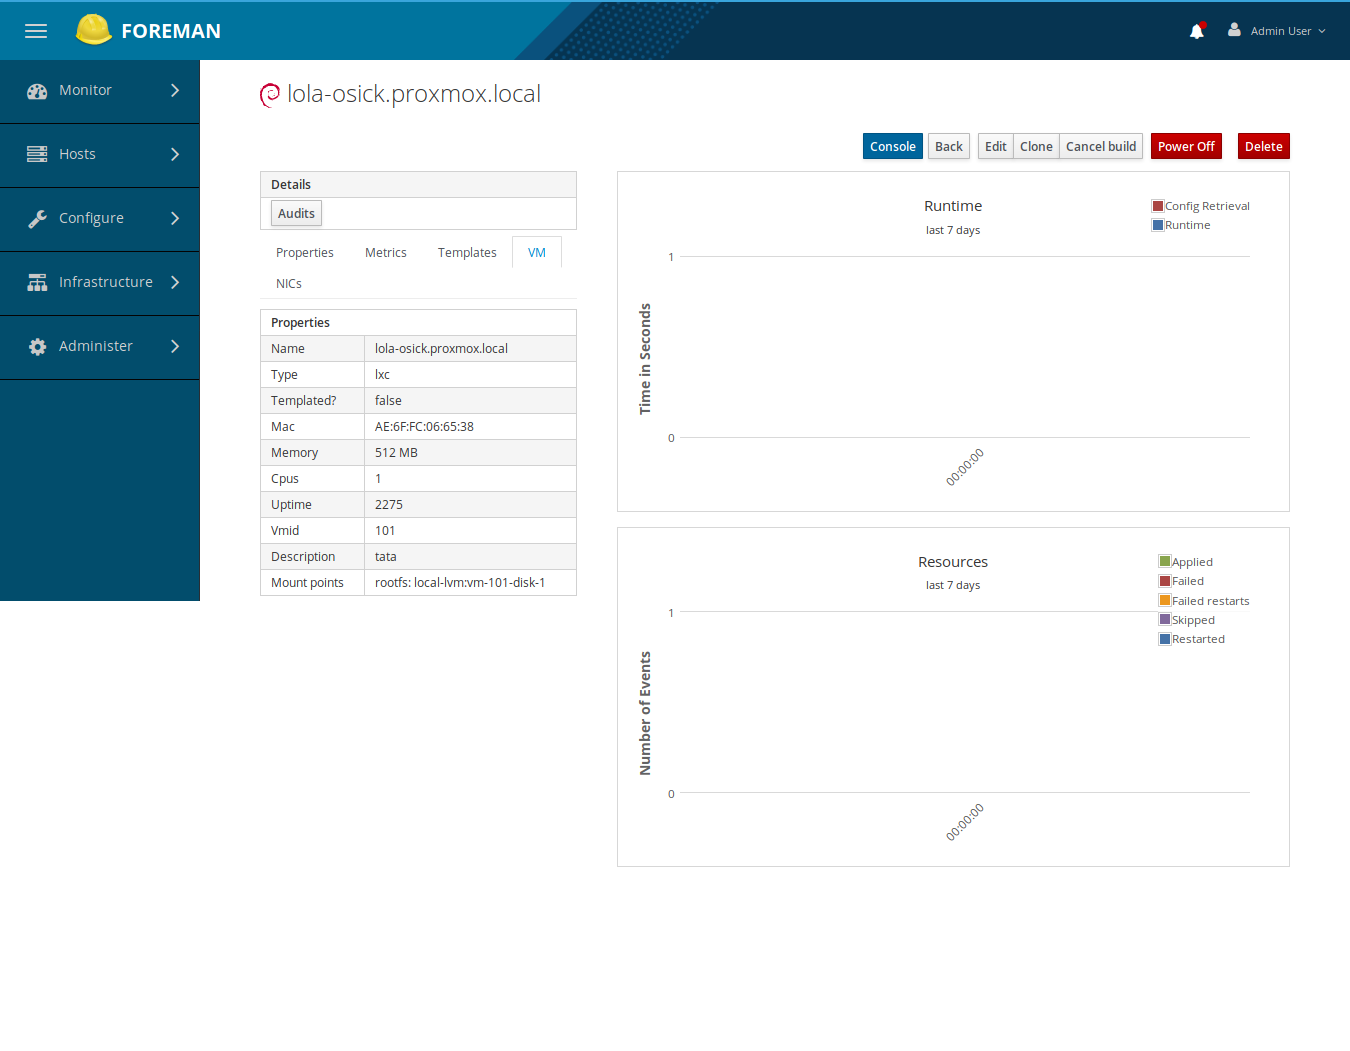 FOREMAN
Admin User
Monitor
Hosts
Configure
Infrastructure
Administer
lola-osick.proxmox.local
Console Back Edit Clone Cancel build Power Off Delete
Details
Audits
Properties Metrics Templates VM
NICs
Properties
Name lola-osick.proxmox.local
Type lxc
Templated? false
Mac AE:6F:FC:06:65:38
Memory 512 MB
Cpus 1
Uptime 2275
Vmid 101
Description tata
Mount points rootfs: local-lvm:vm-101-disk-1
Runtime
last 7 days
Config Retrieval
Runtime
1
Time in Seconds
0
00:00:00
Resources
last 7 days
Applied
Failed
Failed restarts
Skipped
Restarted
1
Number of Events
0
00:00:00